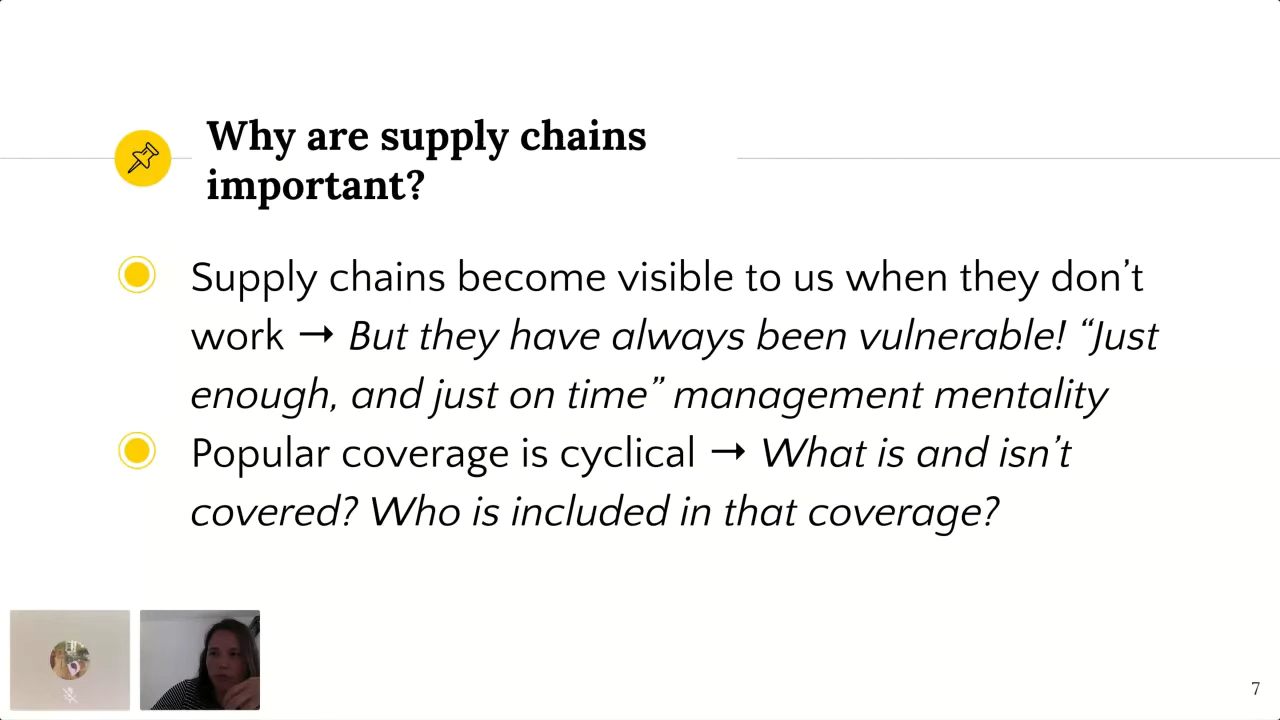 Why are supply chains
important?
Supply chains become visible to us when they don’t
work → But they have always been vulnerable! “Just
enough, and just on time” management mentality
Popular coverage is cyclical → What is and isn’t
covered? Who is included in that coverage?
7